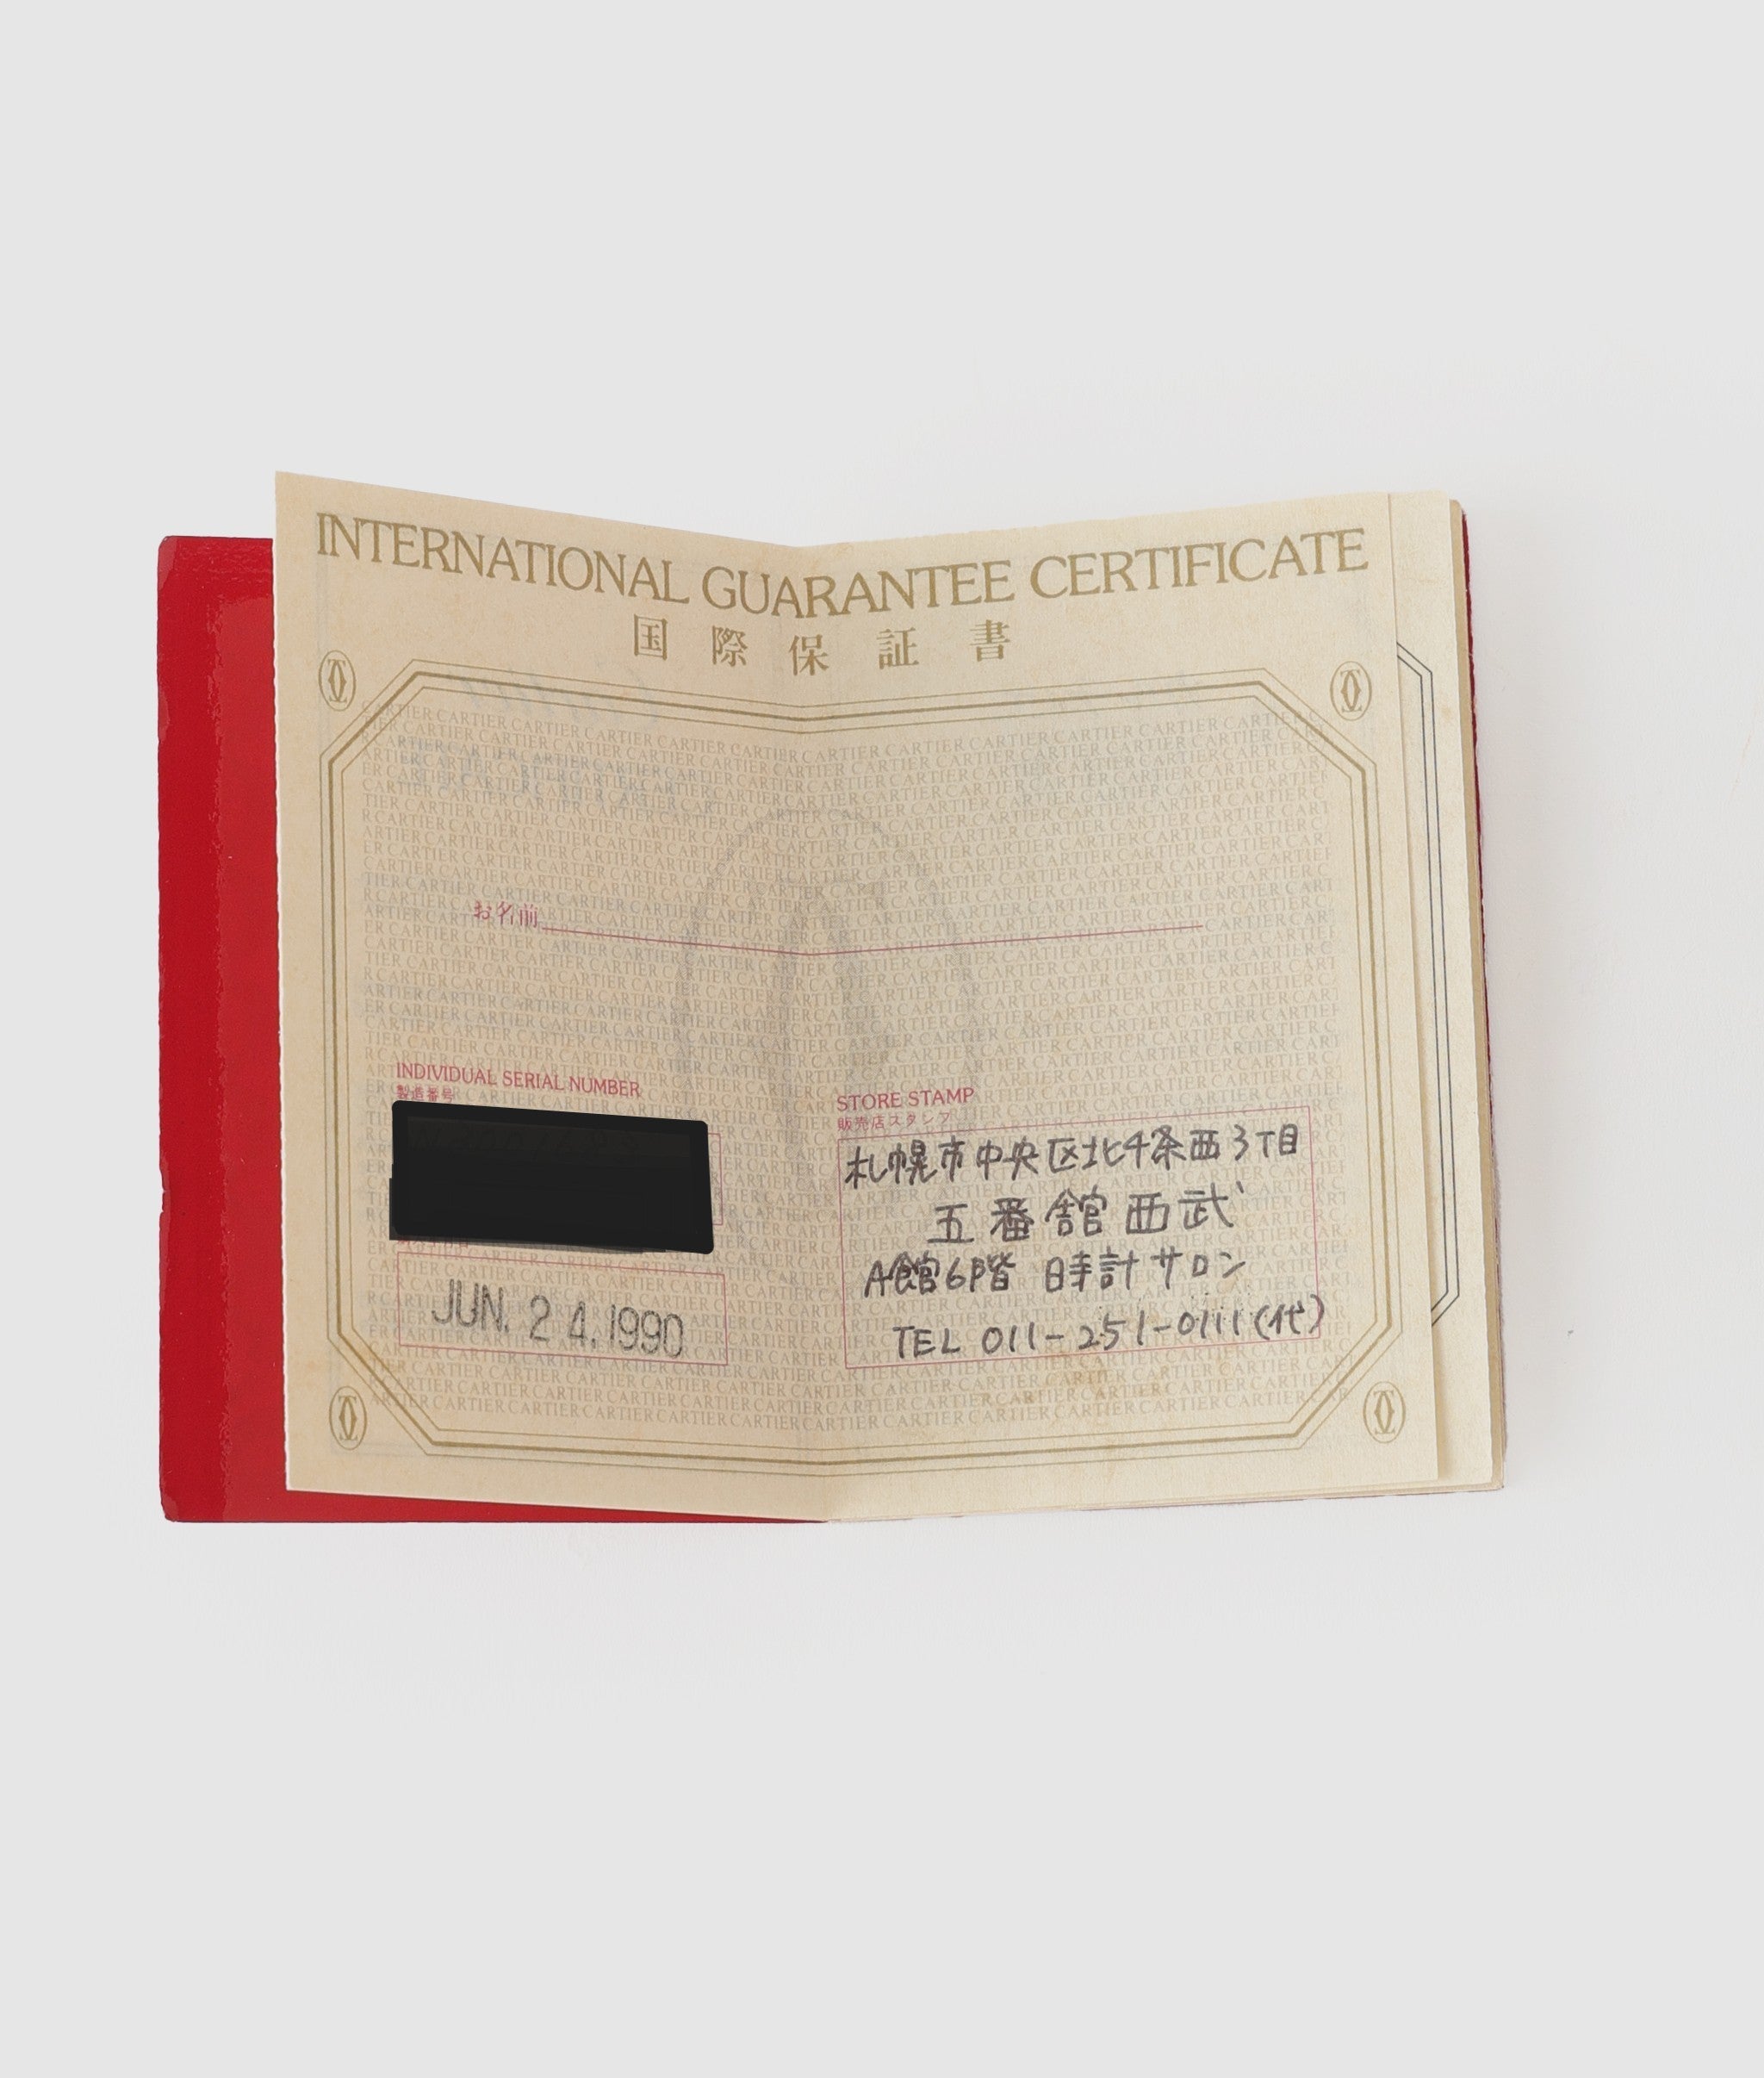 INTERNATIONAL GUARANTEE CERTIFICATE
国際保証書
お名前
INDIVIDUAL SERIAL NUMBER
製造番号
JUN. 24. 1990
STORE STAMP
販売店スタンプ
札幌市中央区北4条西3丁目
五番舘西武
A館6階 時計サロン
TEL 011-251-0111(代)